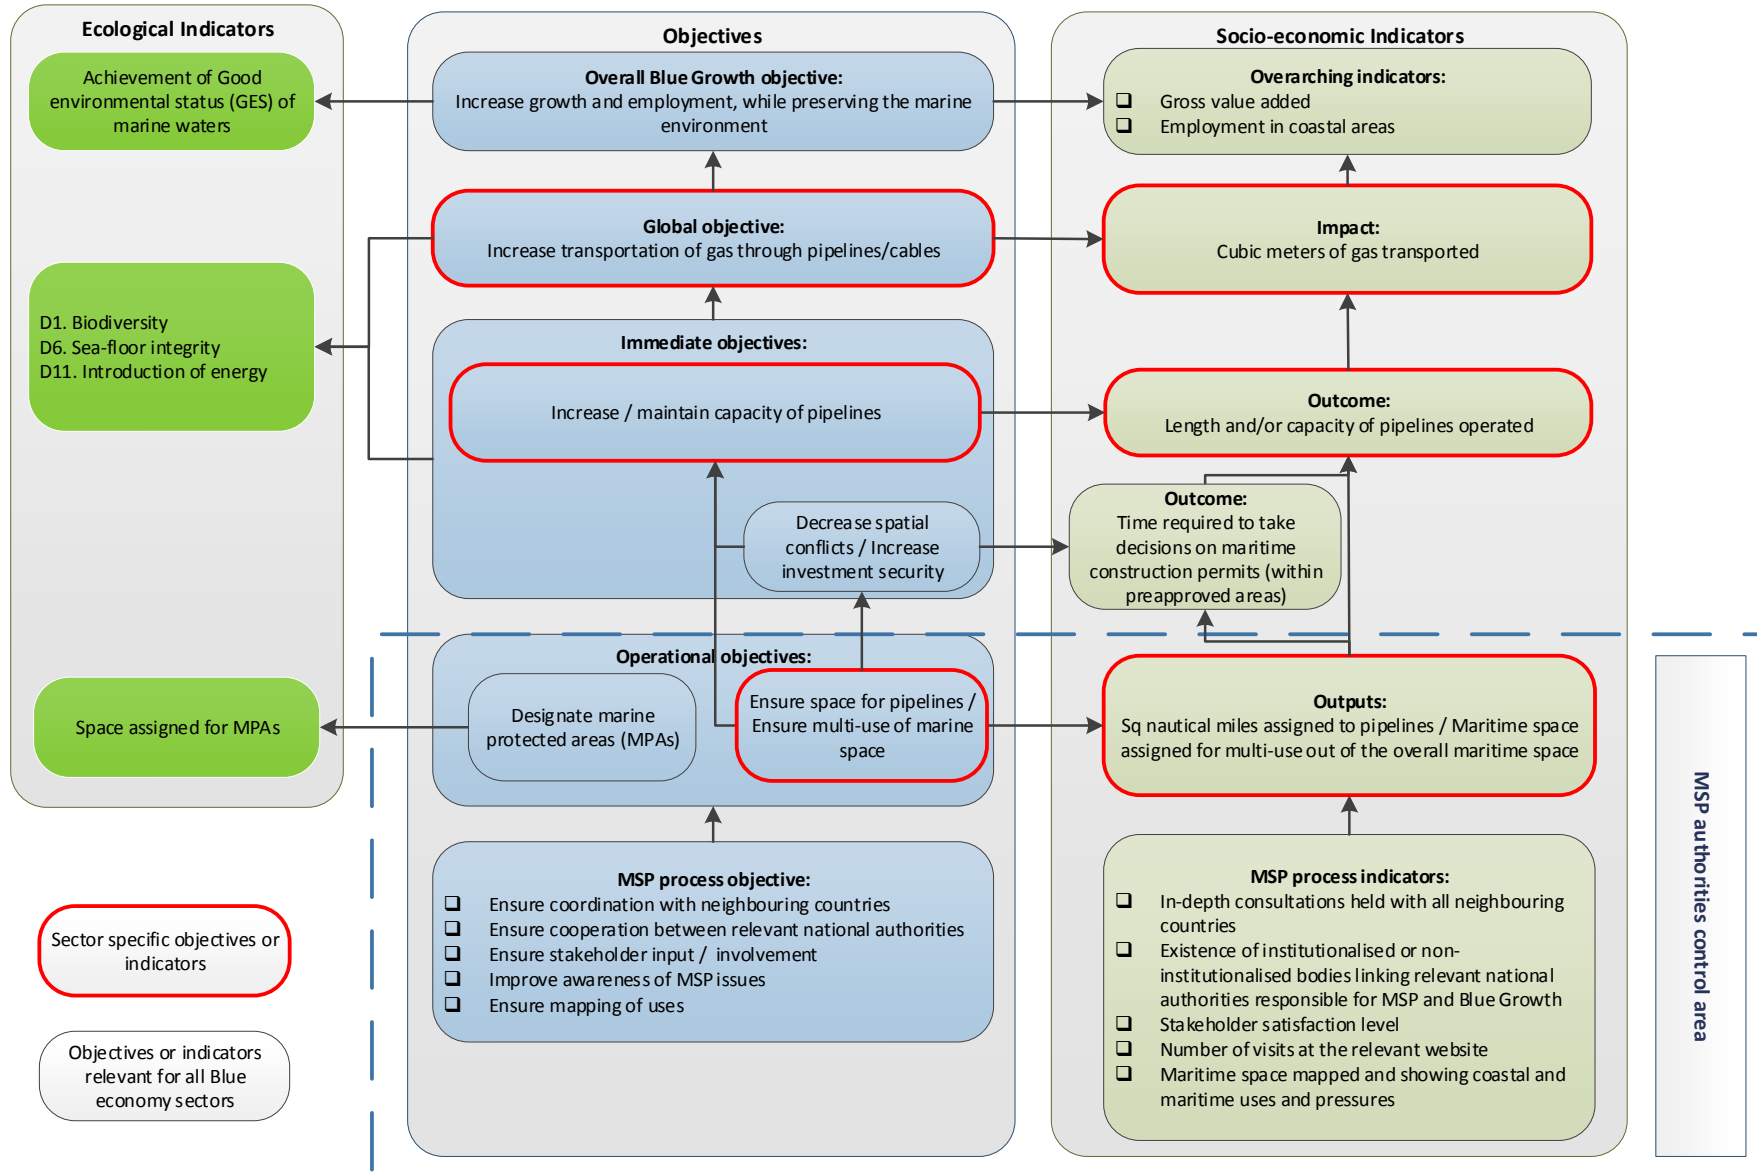 Ecological Indicators
Achievement of Good
environmental status (GES) of
marine waters
D1. Biodiversity
D6. Sea-floor integrity
D11. Introduction of energy
Space assigned for MPAs
Sector specific objectives or
indicators
Objectives or indicators
relevant for all Blue
economy sectors
Objectives
Overall Blue Growth objective:
Increase growth and employment, while preserving the marine
environment
Global objective:
Increase transportation of gas through pipelines/cables
Immediate objectives:
Increase / maintain capacity of pipelines
Decrease spatial
conflicts / Increase
investment security
Operational objectives:
Designate marine
protected areas (MPAs)
Ensure space for pipelines /
Ensure multi-use of marine
space
MSP process objective:
Ensure coordination with neighbouring countries
Ensure cooperation between relevant national authorities
Ensure stakeholder input / involvement
Improve awareness of MSP issues
Ensure mapping of uses
Socio-economic Indicators
Overarching indicators:
Gross value added
Employment in coastal areas
Impact:
Cubic meters of gas transported
Outcome:
Length and/or capacity of pipelines operated
Outcome:
Time required to take
decisions on maritime
construction permits (within
preapproved areas)
Outputs:
Sq nautical miles assigned to pipelines / Maritime space
assigned for multi-use out of the overall maritime space
MSP process indicators:
In-depth consultations held with all neighbouring
countries
Existence of institutionalised or non-
institutionalised bodies linking relevant national
authorities responsible for MSP and Blue Growth
Stakeholder satisfaction level
Number of visits at the relevant website
Maritime space mapped and showing coastal and
maritime uses and pressures
MSP authorities control area